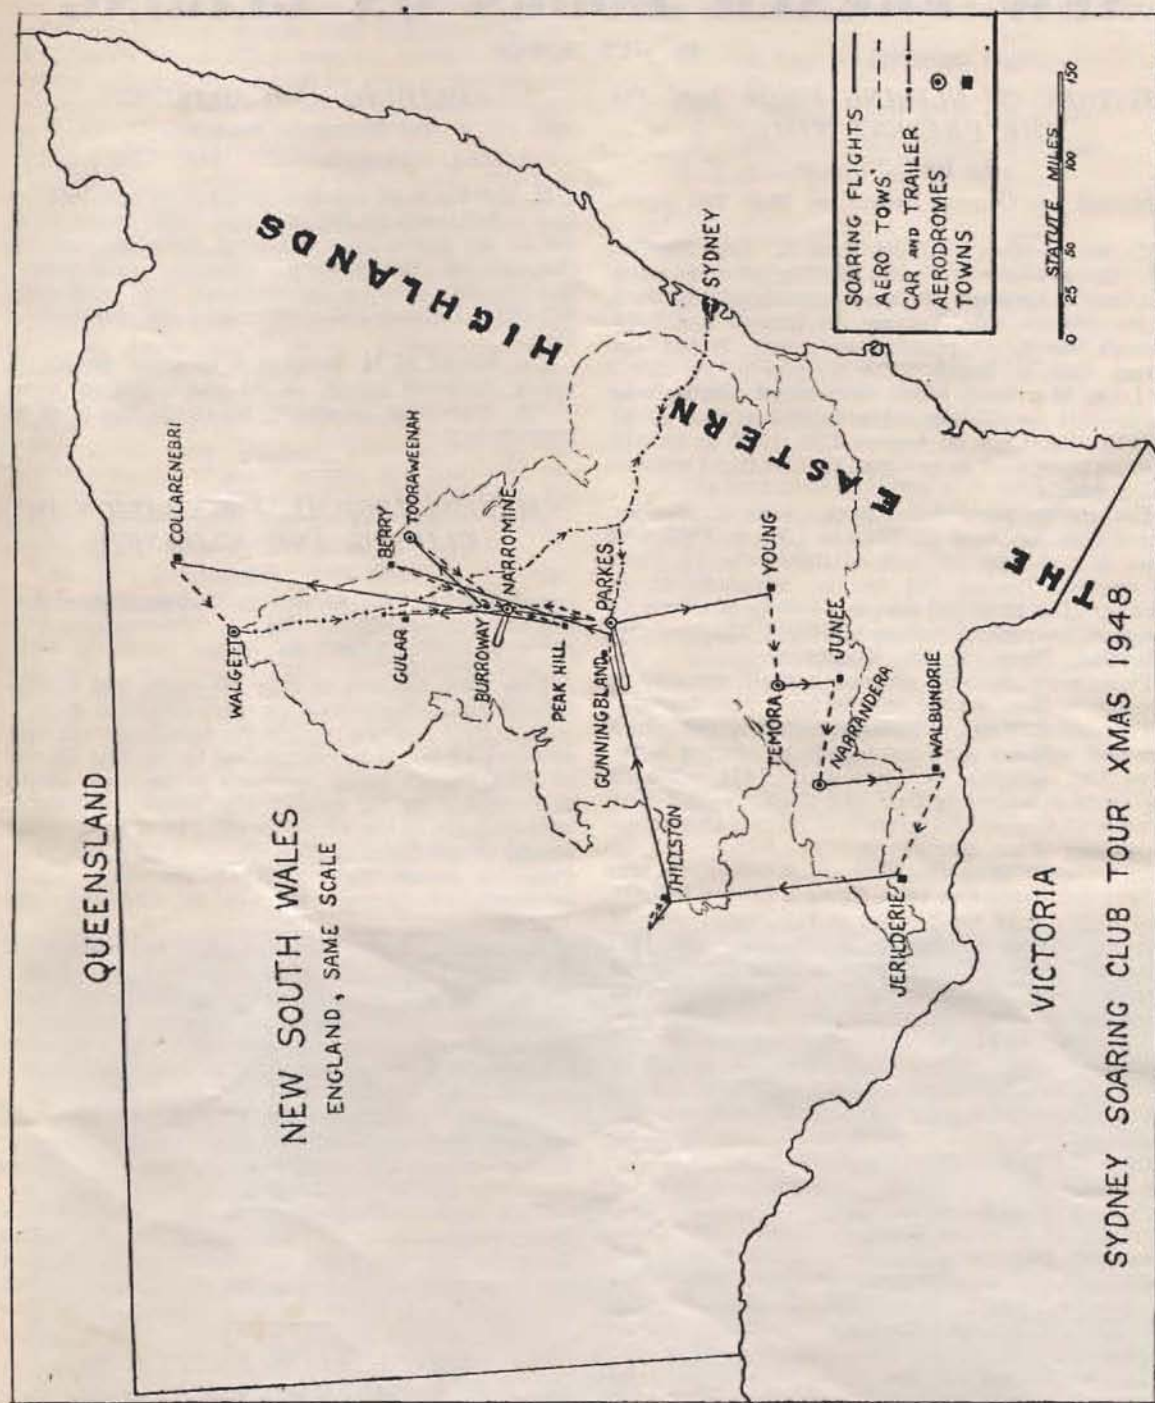 QUEENSLAND
NEW SOUTH WALES
ENGLAND, SAME SCALE
COLLARENEBRI
WALGETT
BERRY
TOORAWEENAH
GULAR
BURROWAY
NARROMINE
PEAK HILL
GUNNINGBLAND
PARKES
HILLSTON
SYDNEY
YOUNG
TEMORA
JUNEE
NARRANDERA
WALBUNDRIE
JERILDERIE
THE
EASTERN
HIGHLANDS
VICTORIA
SOARING FLIGHTS
AERO TOWS
CAR AND TRAILER
AERODROMES
TOWNS
STATUTE MILES
0 25 50 100 150
SYDNEY SOARING CLUB TOUR XMAS 1948